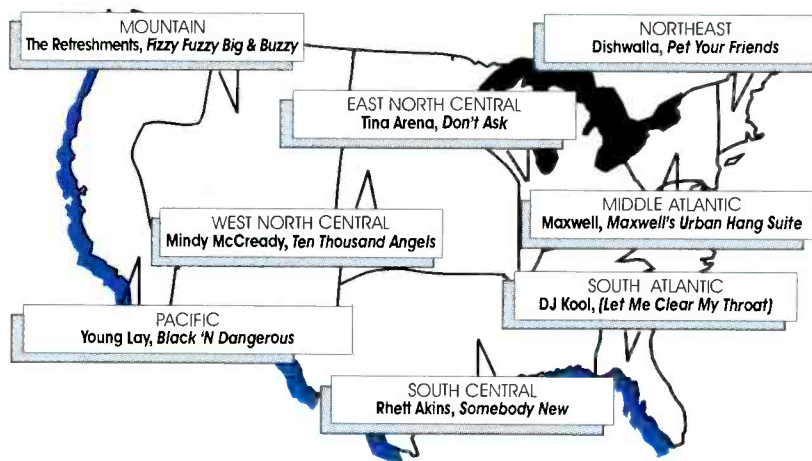 MOUNTAIN
The Refreshments, Fizzy Fuzzy Big & Buzzy
NORTHEAST
Dishwalla, Pet Your Friends
EAST NORTH CENTRAL
Tina Arena, Don't Ask
WEST NORTH CENTRAL
Mindy McCready, Ten Thousand Angels
MIDDLE ATLANTIC
Maxwell, Maxwell's Urban Hang Suite
SOUTH ATLANTIC
DJ Kool, (Let Me Clear My Throat)
PACIFIC
Young Lay, Black 'N Dangerous
SOUTH CENTRAL
Rhett Akins, Somebody New